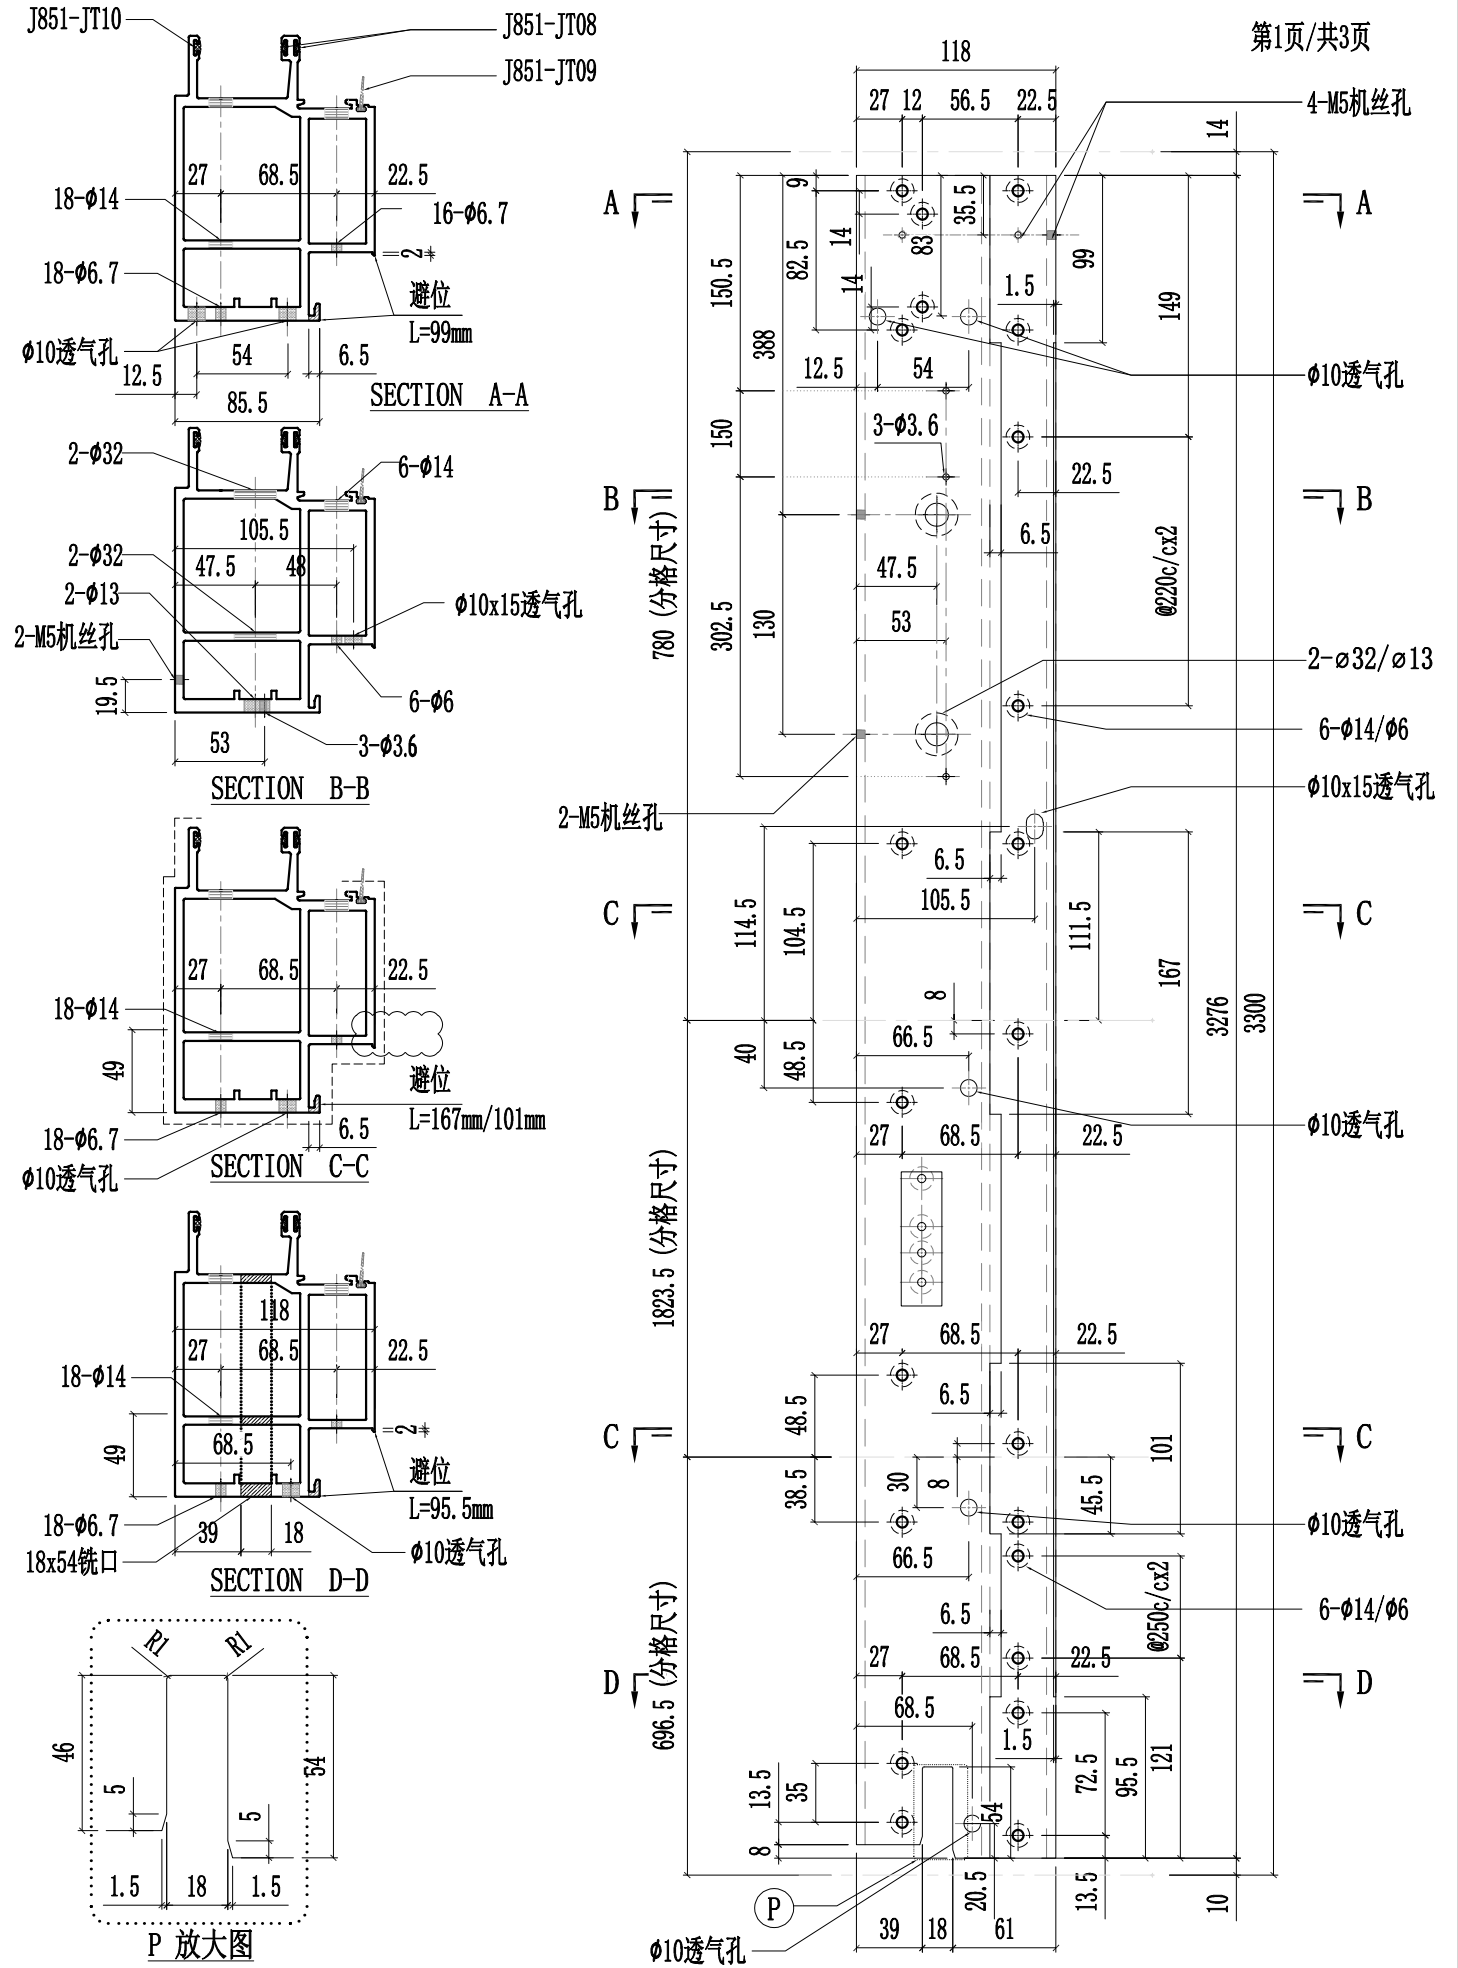 第1页/共3页
J851-JT10
J851-JT08
J851-JT09
27
68.5
22.5
18-ϕ14
16-ϕ6.7
18-ϕ6.7
2
避位
L=99mm
ϕ10透气孔
54
6.5
12.5
85.5
SECTION A-A
2-ϕ32
6-ϕ14
105.5
2-ϕ32
47.5
48
2-ϕ13
ϕ10x15透气孔
2-M5机丝孔
19.5
6-ϕ6
53
3-ϕ3.6
SECTION B-B
27
68.5
22.5
18-ϕ14
49
避位
L=167mm/101mm
18-ϕ6.7
6.5
ϕ10透气孔
SECTION C-C
118
27
68.5
22.5
18-ϕ14
2
68.5
49
避位
L=95.5mm
18-ϕ6.7
39
18
18x54铣口
ϕ10透气孔
SECTION D-D
R1
R1
46
54
5
5
1.5
18
1.5
P 放大图
118
27
12
56.5
22.5
4-M5机丝孔
14
A
A
9
35.5
14
82.5
83
99
150.5
14
1.5
149
388
ϕ10透气孔
12.5
54
150
3-ϕ3.6
22.5
B
B
780 (分格尺寸)
6.5
47.5
@220c/cx2
302.5
130
53
2-⌀32/⌀13
6-ϕ14/ϕ6
ϕ10x15透气孔
2-M5机丝孔
6.5
C
C
114.5
104.5
105.5
111.5
167
8
3276
3300
66.5
40
48.5
ϕ10透气孔
27
68.5
22.5
1823.5 (分格尺寸)
27
68.5
22.5
48.5
6.5
C
C
101
38.5
30
8
45.5
ϕ10透气孔
66.5
@250c/cx2
6-ϕ14/ϕ6
6.5
696.5 (分格尺寸)
27
68.5
22.5
D
D
68.5
1.5
13.5
35
54
72.5
95.5
121
8
P
20.5
13.5
10
39
18
61
ϕ10透气孔